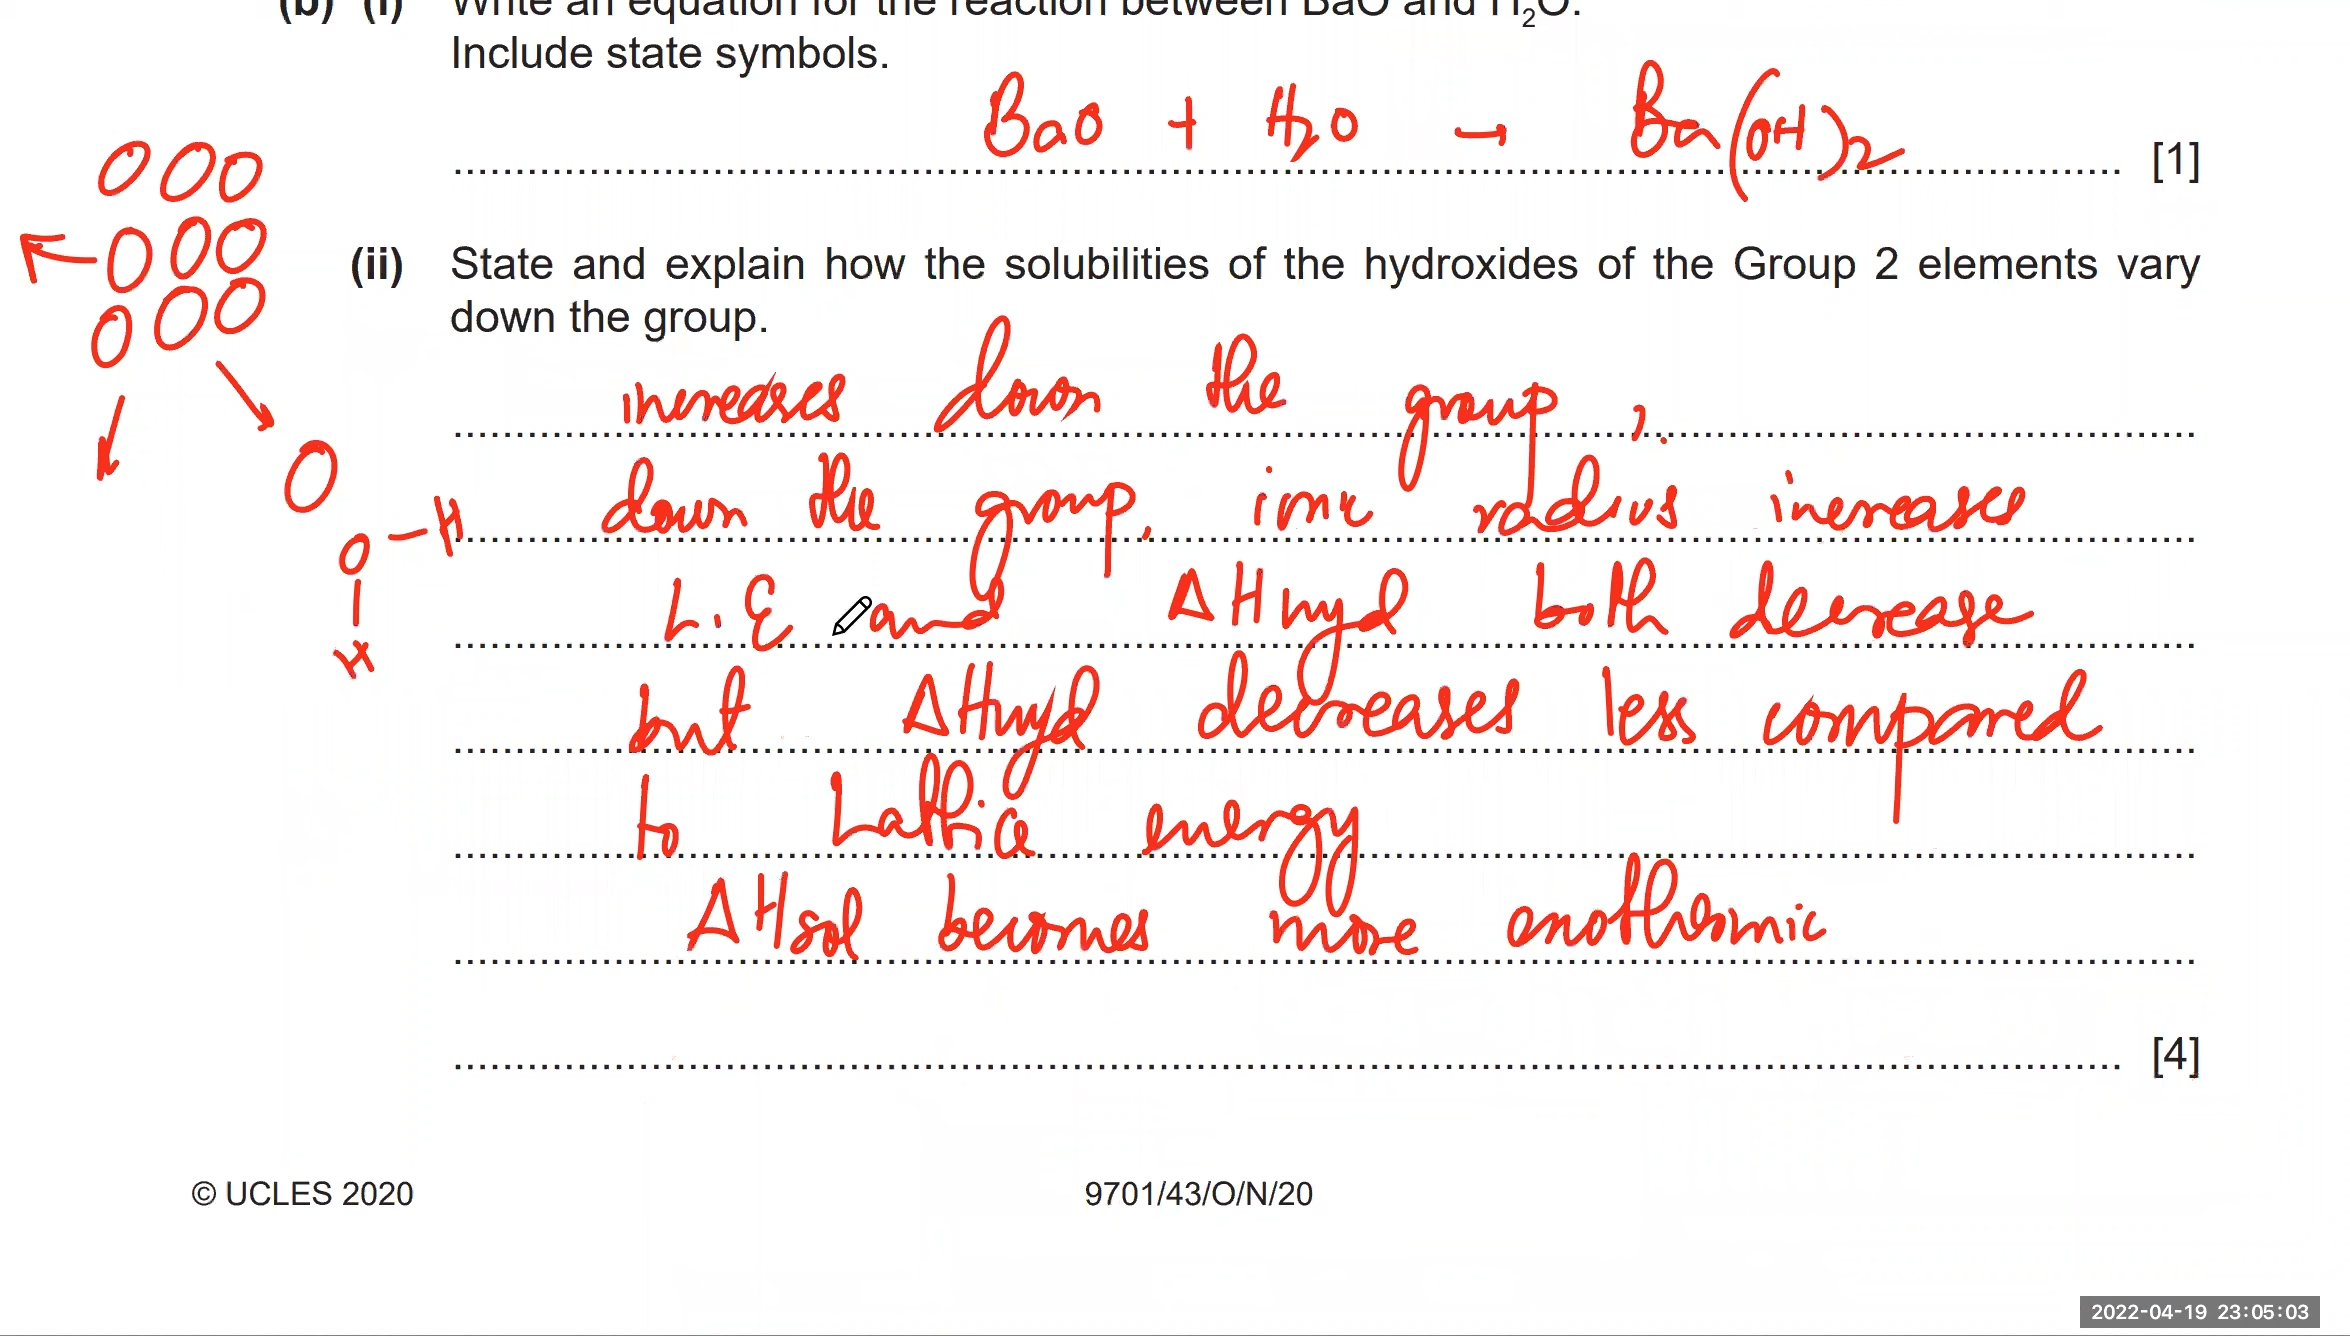 (b) (i) Write an equation for the reaction between BaO and H₂O.
Include state symbols.
BaO + H₂O → Ba(OH)₂
[1]
(ii) State and explain how the solubilities of the hydroxides of the Group 2 elements vary
down the group.
increases down the group,
down the group, ionic radius increases
L.E and ΔHhyd both decrease
but ΔHhyd decreases less compared
to Lattice energy
ΔHsol becomes more exothermic
[4]
O – H
|
H
© UCLES 2020
9701/43/O/N/20
2022-04-19 23:05:03